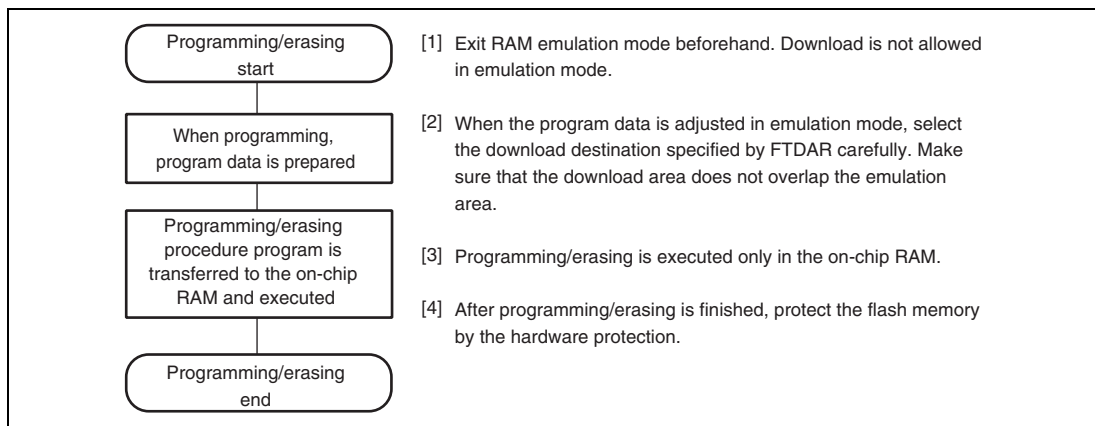 Programming/erasing
start
When programming,
program data is prepared
Programming/erasing
procedure program is
transferred to the on-chip
RAM and executed
Programming/erasing
end
[1] Exit RAM emulation mode beforehand. Download is not allowed
in emulation mode.
[2] When the program data is adjusted in emulation mode, select
the download destination specified by FTDAR carefully. Make
sure that the download area does not overlap the emulation
area.
[3] Programming/erasing is executed only in the on-chip RAM.
[4] After programming/erasing is finished, protect the flash memory
by the hardware protection.